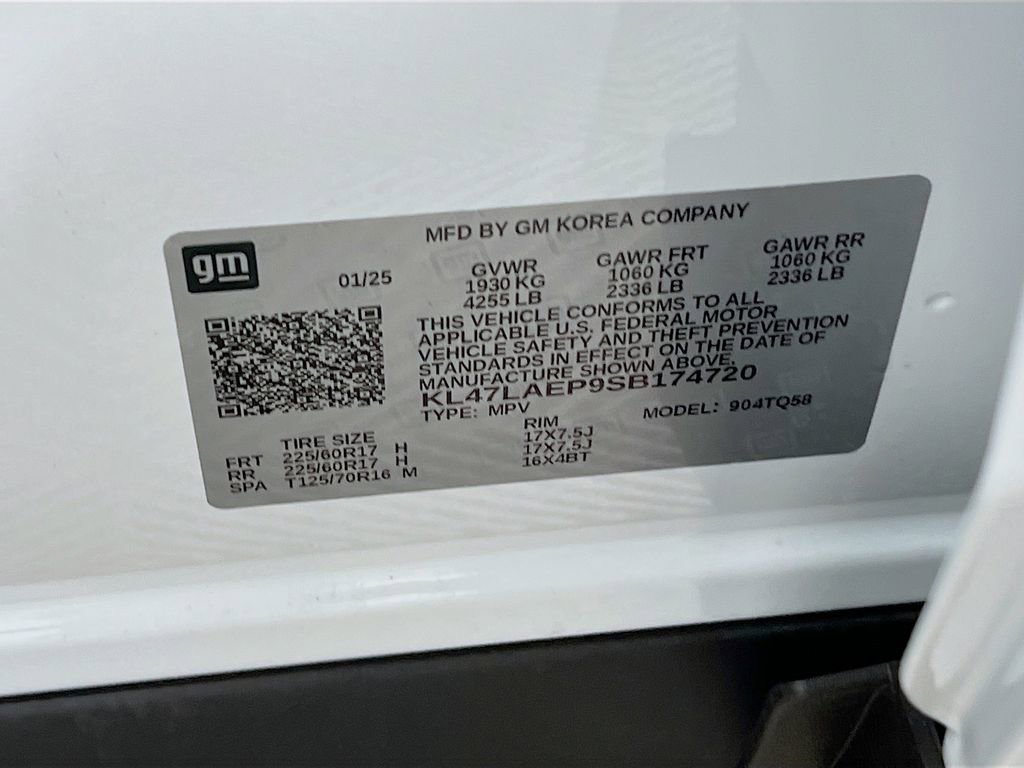 MFD BY GM KOREA COMPANY
gm
01/25
GVWR GAWR FRT GAWR RR
1930 KG 1060 KG 1060 KG
4255 LB 2336 LB 2336 LB
THIS VEHICLE CONFORMS TO ALL
APPLICABLE U.S. FEDERAL MOTOR
VEHICLE SAFETY AND THEFT PREVENTION
STANDARDS IN EFFECT ON THE DATE OF
MANUFACTURE SHOWN ABOVE.
KL47LAEP9SB174720
TYPE: MPV MODEL: 904TQ58
TIRE SIZE RIM
FRT 225/60R17 H 17X7.5J
RR 225/60R17 H 17X7.5J
SPA T125/70R16 M 16X4BT